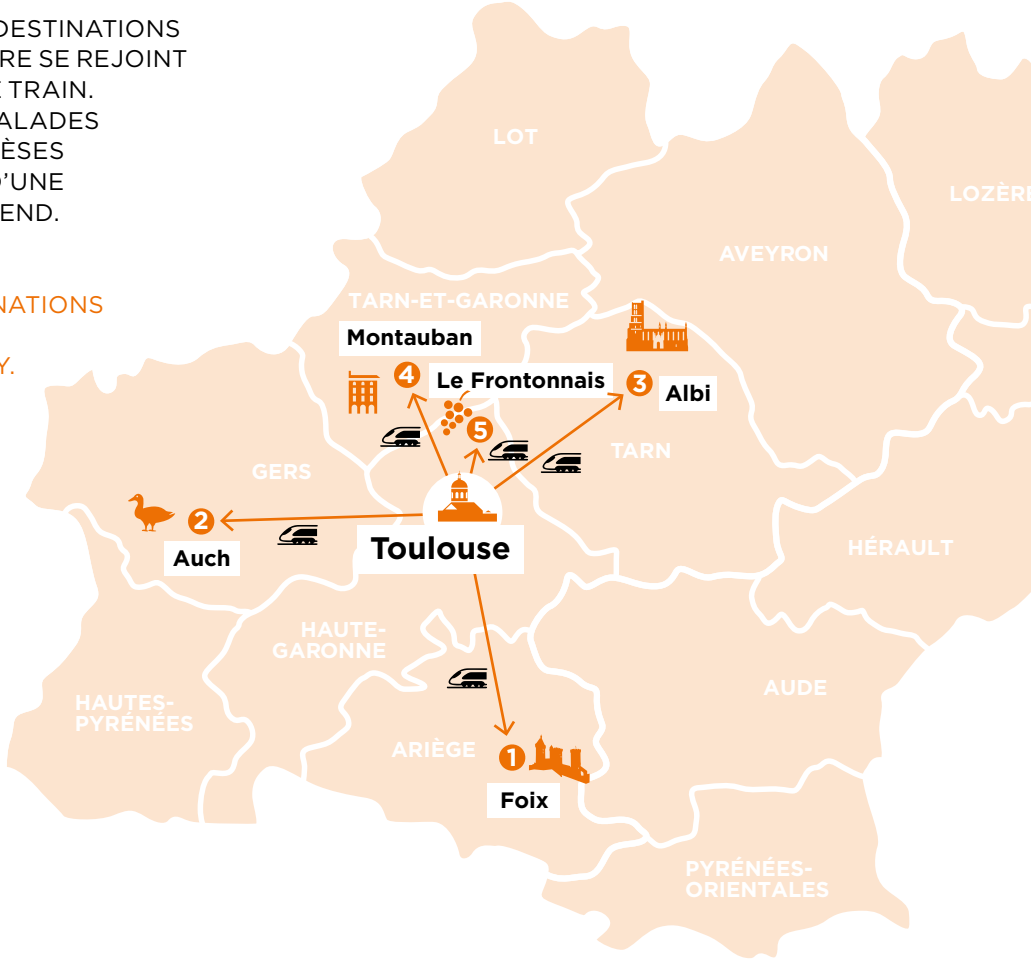 DESTINATIONS
RE SE REJOINT
TRAIN.
ALADES
ÈSES
D'UNE
END.
NATIONS
Y.
LOT
LOZÈRE
AVEYRON
TARN-ET-GARONNE
Montauban
4
Le Frontonnais
3
Albi
5
TARN
GERS
2
Auch
Toulouse
HÉRAULT
HAUTE-
GARONNE
HAUTES-
PYRÉNÉES
AUDE
ARIÈGE
1
Foix
PYRÉNÉES-
ORIENTALES